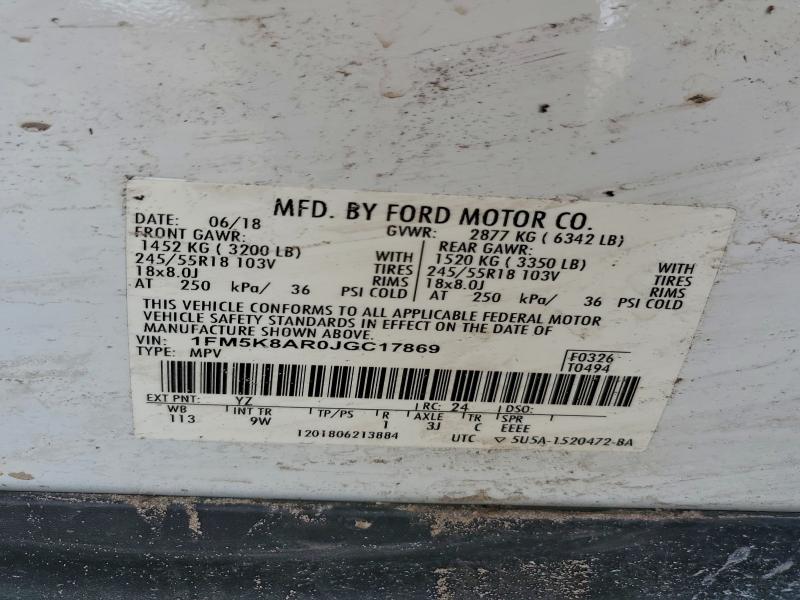 MFD. BY FORD MOTOR CO.
DATE: 06/18 GVWR: 2877 KG ( 6342 LB)
FRONT GAWR: REAR GAWR:
1452 KG ( 3200 LB) WITH 1520 KG ( 3350 LB) WITH
245/55R18 103V TIRES 245/55R18 103V TIRES
18x8.0J RIMS 18x8.0J RIMS
AT 250 kPa/ 36 PSI COLD AT 250 kPa/ 36 PSI COLD
THIS VEHICLE CONFORMS TO ALL APPLICABLE FEDERAL MOTOR
VEHICLE SAFETY STANDARDS IN EFFECT ON THE DATE OF
MANUFACTURE SHOWN ABOVE.
VIN: 1FM5K8AR0JGC17869
TYPE: MPV F0326
T0494
EXT PNT: YZ RC: 24 DSO:
WB INT TR TP/PS R AXLE TR SPR
113 9W 1 3J C EEEE
1201806213884 UTC ▽ 5U5A-1520472-BA